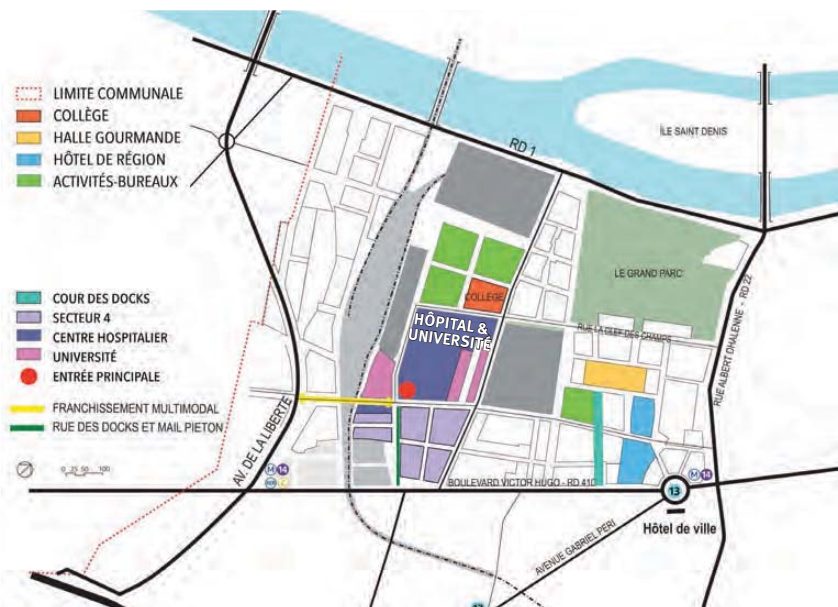 LIMITE COMMUNALE
COLLÈGE
HALLE GOURMANDE
HÔTEL DE RÉGION
ACTIVITÉS-BUREAUX
COUR DES DOCKS
SECTEUR 4
CENTRE HOSPITALIER
UNIVERSITÉ
ENTRÉE PRINCIPALE
FRANCHISSEMENT MULTIMODAL
RUE DES DOCKS ET MAIL PIETON
0 25 50 100
RD 1
ÎLE SAINT DENIS
LE GRAND PARC
COLLEGE
HÔPITAL &
UNIVERSITÉ
RUE LA CLEF DES CHAMPS
RUE ALBERT DHALENNE - RD 22
AV. DE LA LIBERTÉ
M 14
RER C
BOULEVARD VICTOR HUGO - RD 410
M 14
13
Hôtel de ville
AVENUE GABRIEL PERI